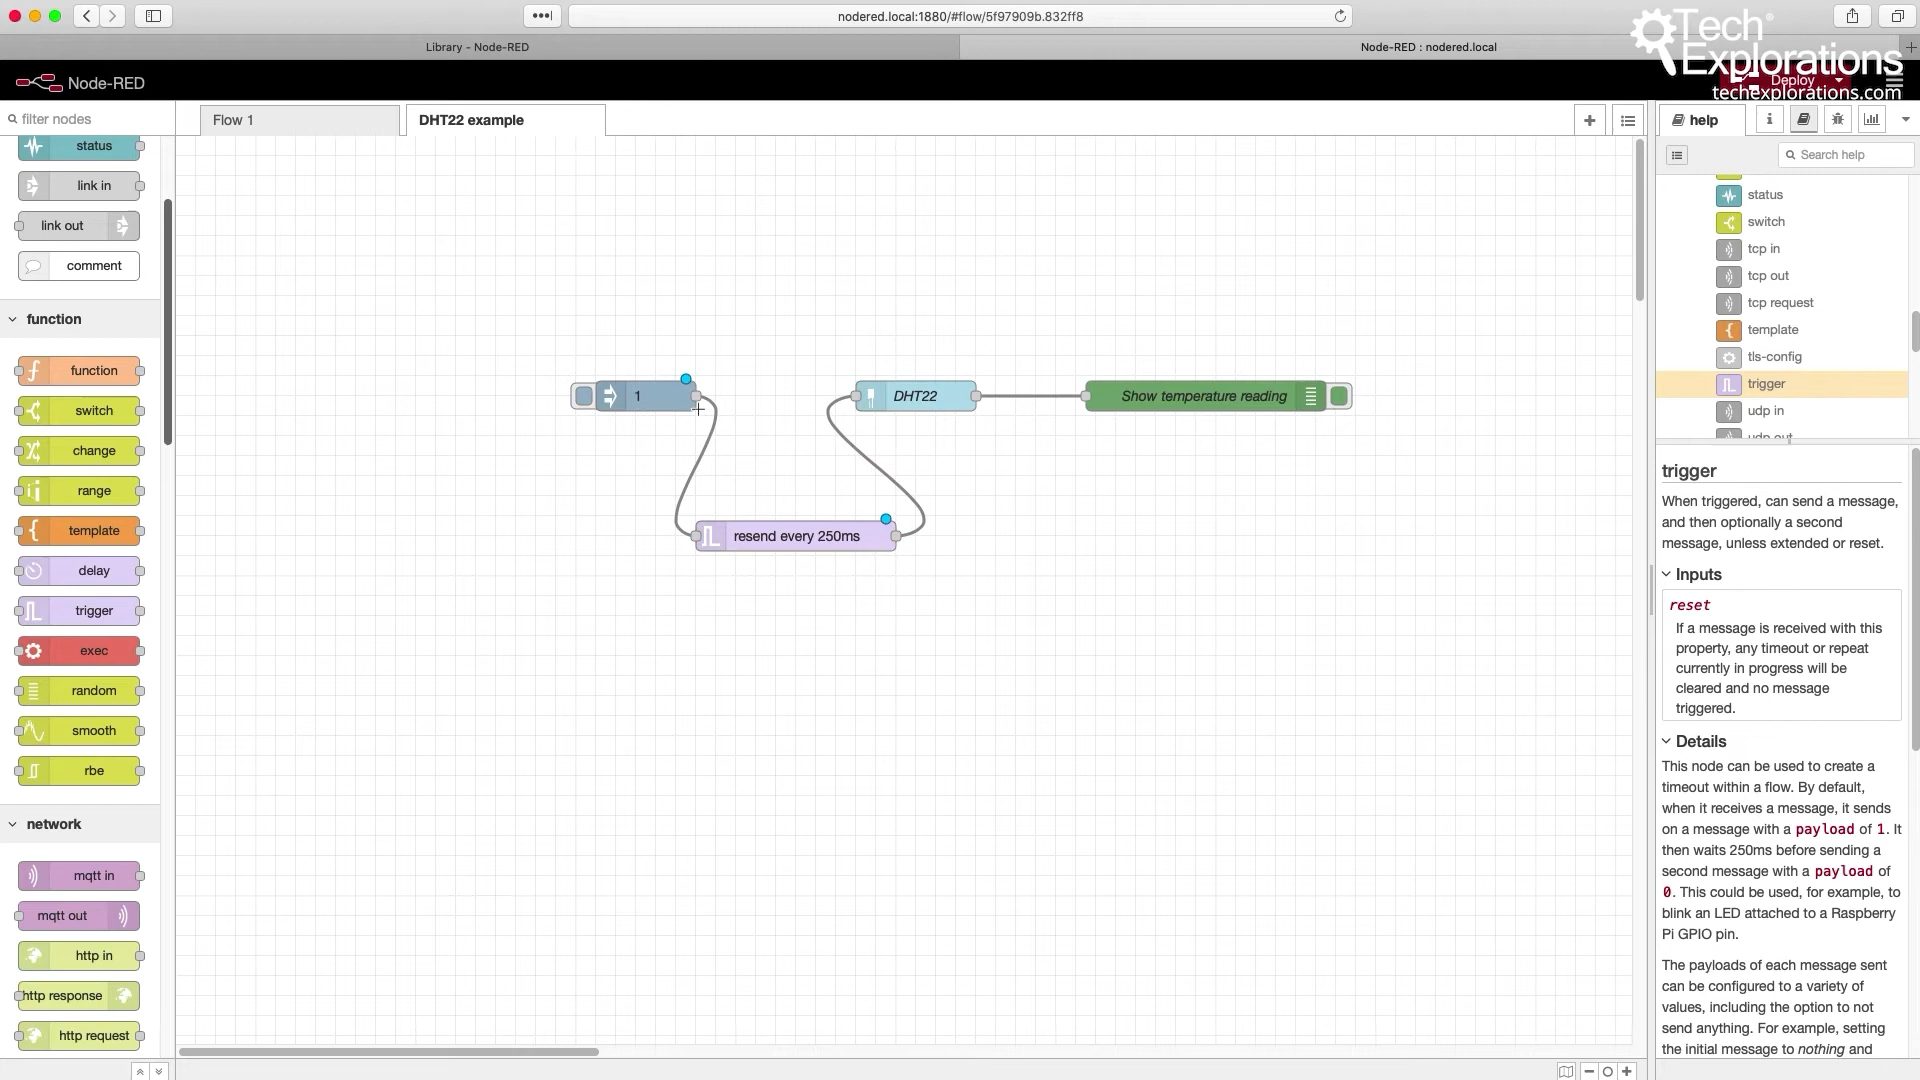 nodered.local:1880/#flow/5f97909b.832ff8
Library - Node-RED
Node-RED : nodered.local
Tech
Explorations
techexplorations.com
Node-RED
Deploy
filter nodes
Flow 1
DHT22 example
help
Search help
status
link in
link out
comment
function
function
switch
change
range
template
delay
trigger
exec
random
smooth
rbe
network
mqtt in
mqtt out
http in
http response
http request
1
DHT22
Show temperature reading
resend every 250ms
status
switch
tcp in
tcp out
tcp request
template
tls-config
trigger
udp in
udp out
trigger
When triggered, can send a message,
and then optionally a second
message, unless extended or reset.
Inputs
reset
If a message is received with this
property, any timeout or repeat
currently in progress will be
cleared and no message
triggered.
Details
This node can be used to create a
timeout within a flow. By default,
when it receives a message, it sends
on a message with a payload of 1. It
then waits 250ms before sending a
second message with a payload of
0. This could be used, for example, to
blink an LED attached to a Raspberry
Pi GPIO pin.
The payloads of each message sent
can be configured to a variety of
values, including the option to not
send anything. For example, setting
the initial message to nothing and